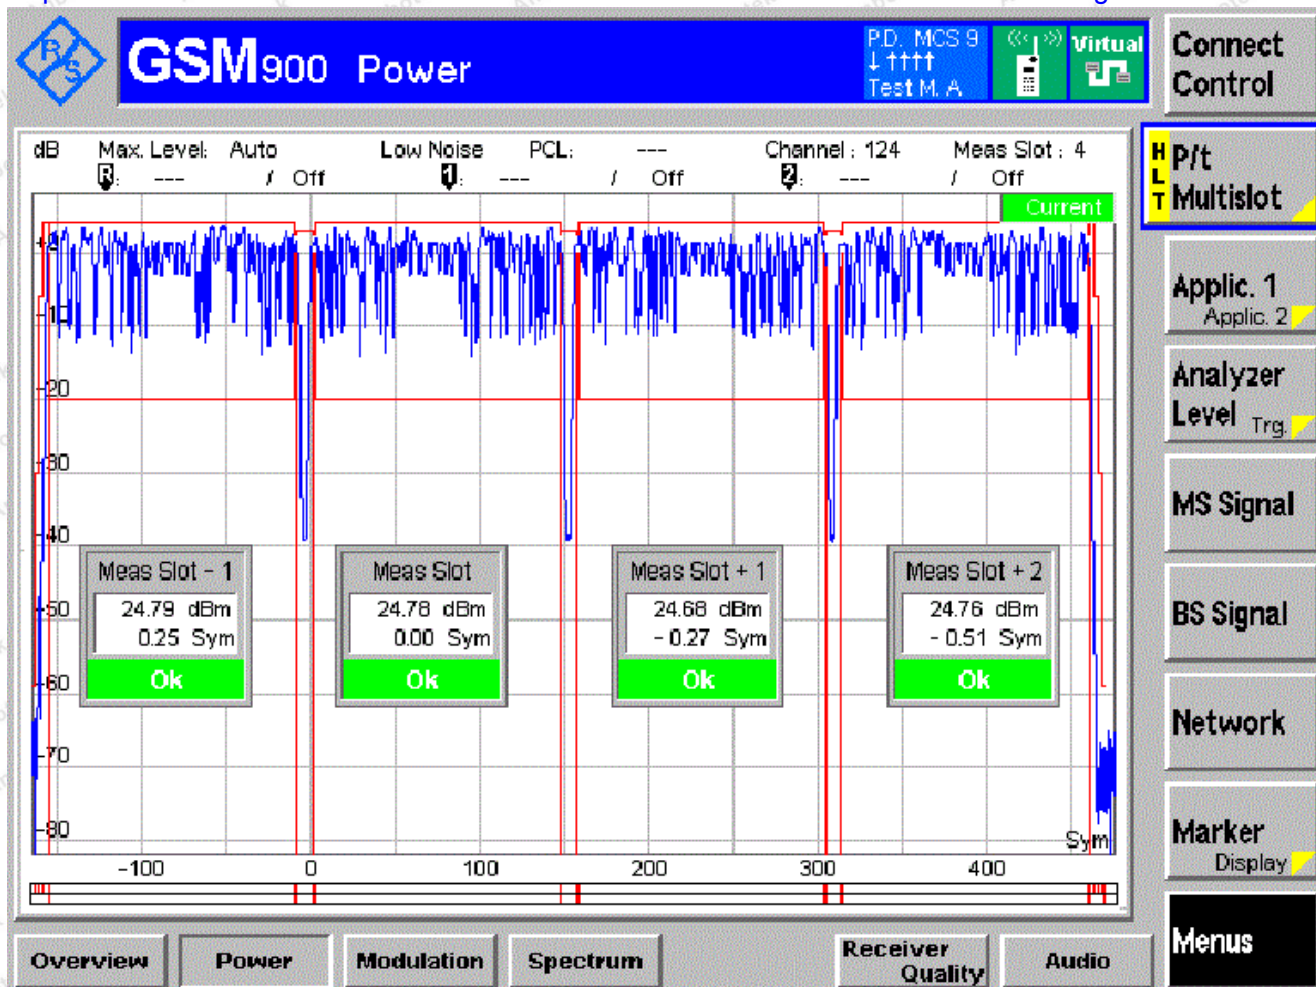 R&S
GSM900 Power
P.D. MCS 9
↓ ↑↑↑↑
Test M. A
Virtual
Connect
Control
dB Max. Level: Auto Low Noise PCL: --- Channel : 124 Meas Slot : 4
R: --- / Off 1: --- / Off 2: --- / Off
Current
HLT
P/t
Multislot
Applic. 1
Applic. 2
Analyzer
Level Trg.
MS Signal
BS Signal
Network
Marker
Display
Menus
-10
-20
-30
-40
-50
-60
-70
-80
Meas Slot - 1
24.79 dBm
0.25 Sym
Ok
Meas Slot
24.78 dBm
0.00 Sym
Ok
Meas Slot + 1
24.68 dBm
- 0.27 Sym
Ok
Meas Slot + 2
24.76 dBm
- 0.51 Sym
Ok
Sym
-100 0 100 200 300 400
Overview Power Modulation Spectrum Receiver Quality Audio